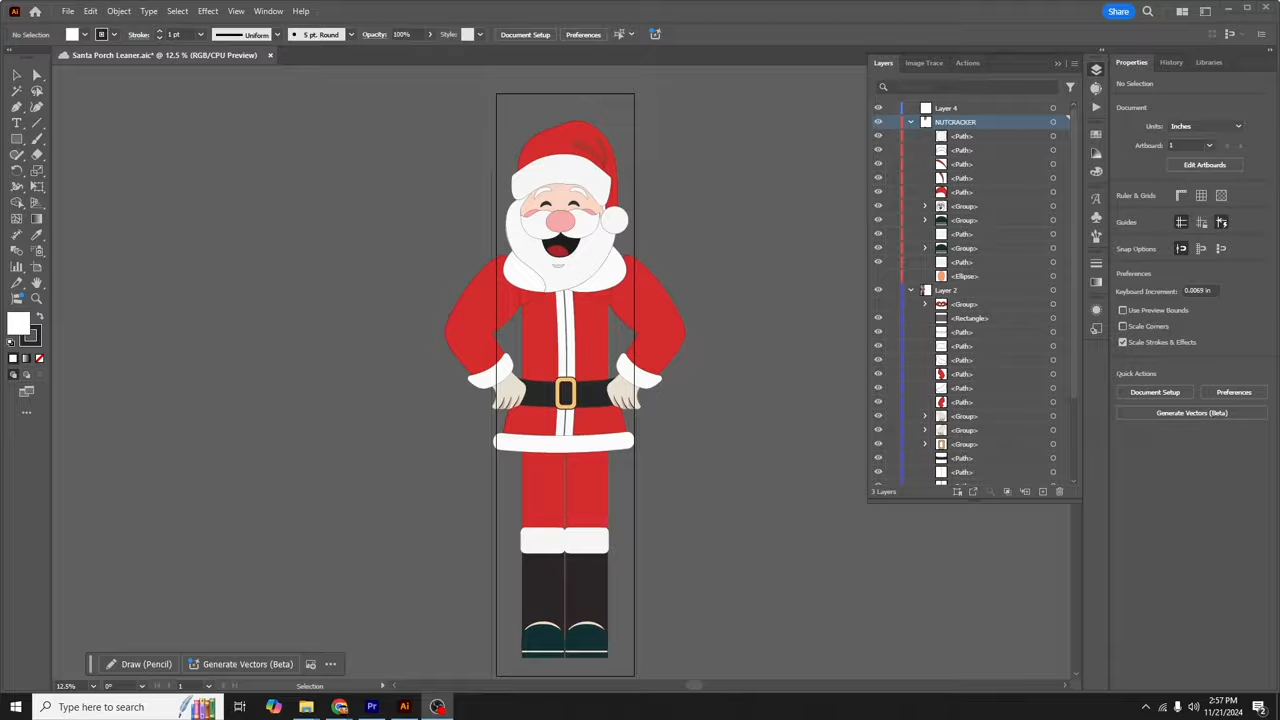 Ai File Edit Object Type Select Effect View Window Help Share
No Selection Stroke: 1 pt Uniform 5 pt. Round Opacity: 100% Style: Document Setup Preferences
Santa Porch Leaner.aic* @ 12.5 % (RGB/CPU Preview)
Layers Image Trace Actions
Layer 4
NUTCRACKER
<Path>
<Path>
<Path>
<Path>
<Path>
<Group>
<Group>
<Path>
<Group>
<Path>
<Ellipse>
Layer 2
<Group>
<Rectangle>
<Path>
<Path>
<Path>
<Path>
<Path>
<Path>
<Group>
<Group>
<Group>
<Path>
<Path>
3 Layers
Properties History Libraries
No Selection
Document
Units: Inches
Artboard: 1
Edit Artboards
Ruler & Grids
Guides
Snap Options
Preferences
Keyboard Increment: 0.0069 in
Use Preview Bounds
Scale Corners
Scale Strokes & Effects
Quick Actions
Document Setup Preferences
Generate Vectors (Beta)
Draw (Pencil) Generate Vectors (Beta)
12.5% 0° 1 Selection
Type here to search Pr Ai 2:57 PM
11/21/2024 2